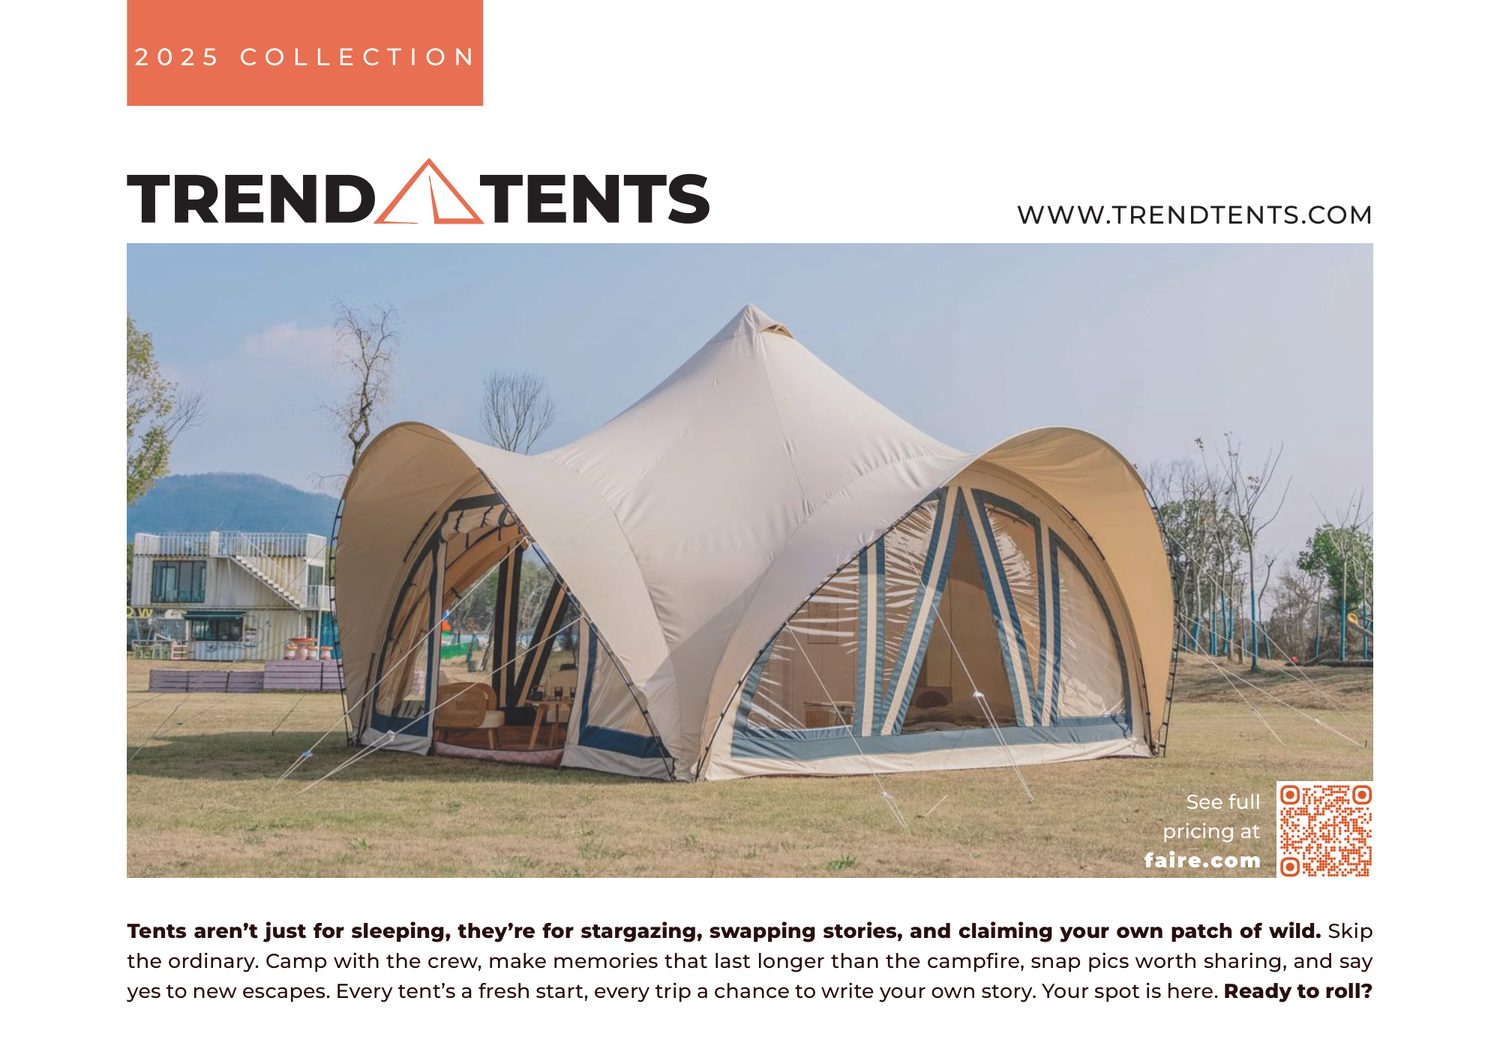 2025 COLLECTION
TREND TENTS
WWW.TRENDTENTS.COM
See full
pricing at
faire.com
Tents aren’t just for sleeping, they’re for stargazing, swapping stories, and claiming your own patch of wild. Skip
the ordinary. Camp with the crew, make memories that last longer than the campfire, snap pics worth sharing, and say
yes to new escapes. Every tent’s a fresh start, every trip a chance to write your own story. Your spot is here. Ready to roll?